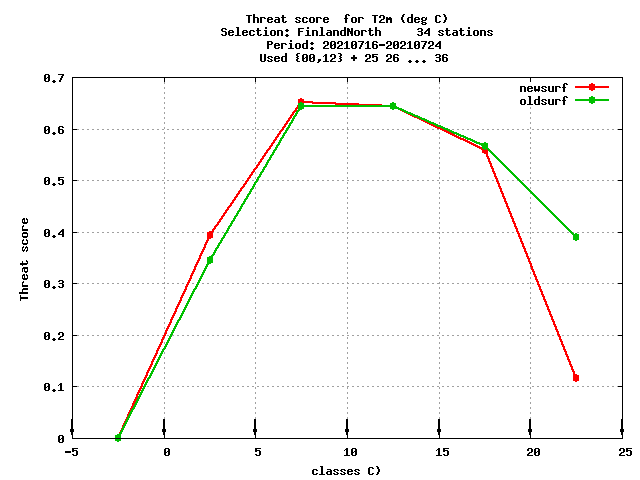 Threat score  for T2m (deg C)
Selection: FinlandNorth     34 stations
Period: 20210716-20210724
Used {00,12} + 25 26 ... 36
newsurf
oldsurf
0,7
0,6
0,5
0,4
0,3
0,2
0,1
0
Threat score
-5 0 5 10 15 20 25
classes C)